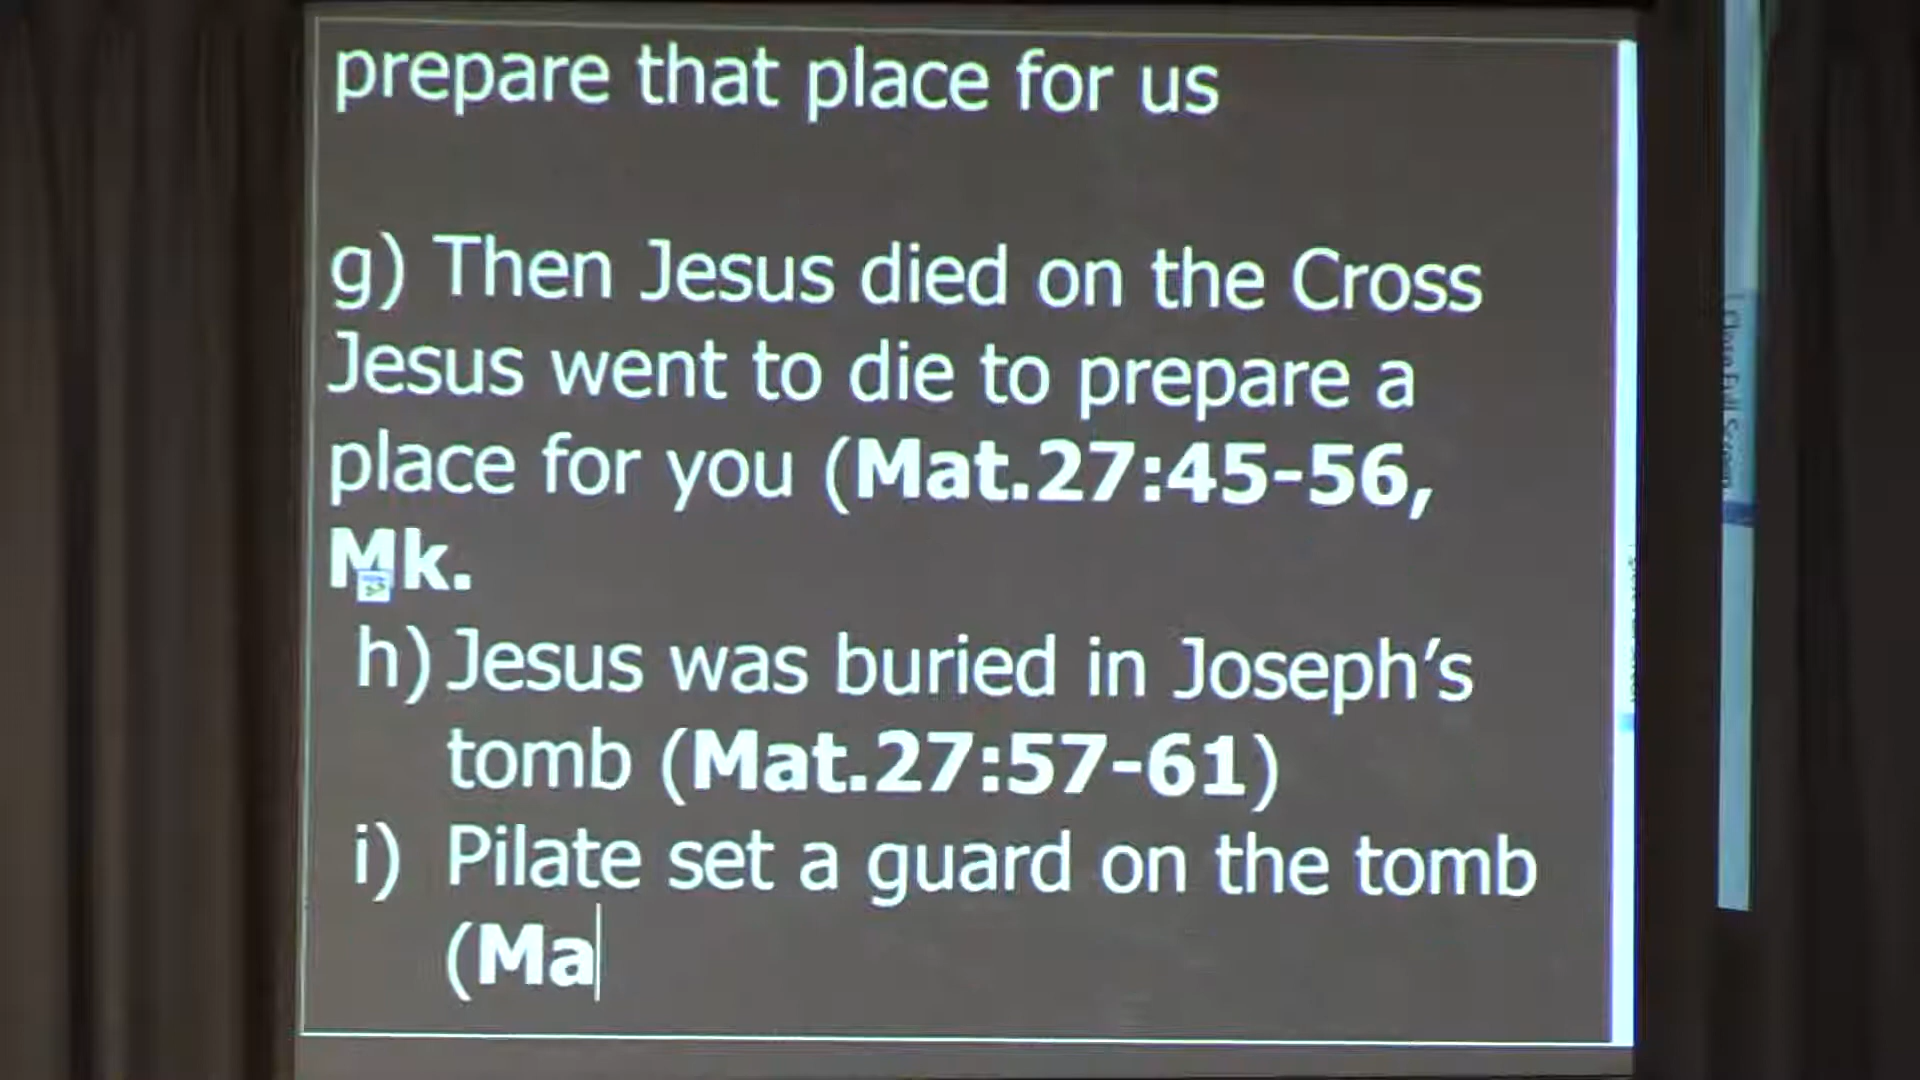 prepare that place for us
g) Then Jesus died on the Cross
Jesus went to die to prepare a
place for you (Mat.27:45-56,
Mk.
h) Jesus was buried in Joseph’s
tomb (Mat.27:57-61)
i) Pilate set a guard on the tomb
(Ma